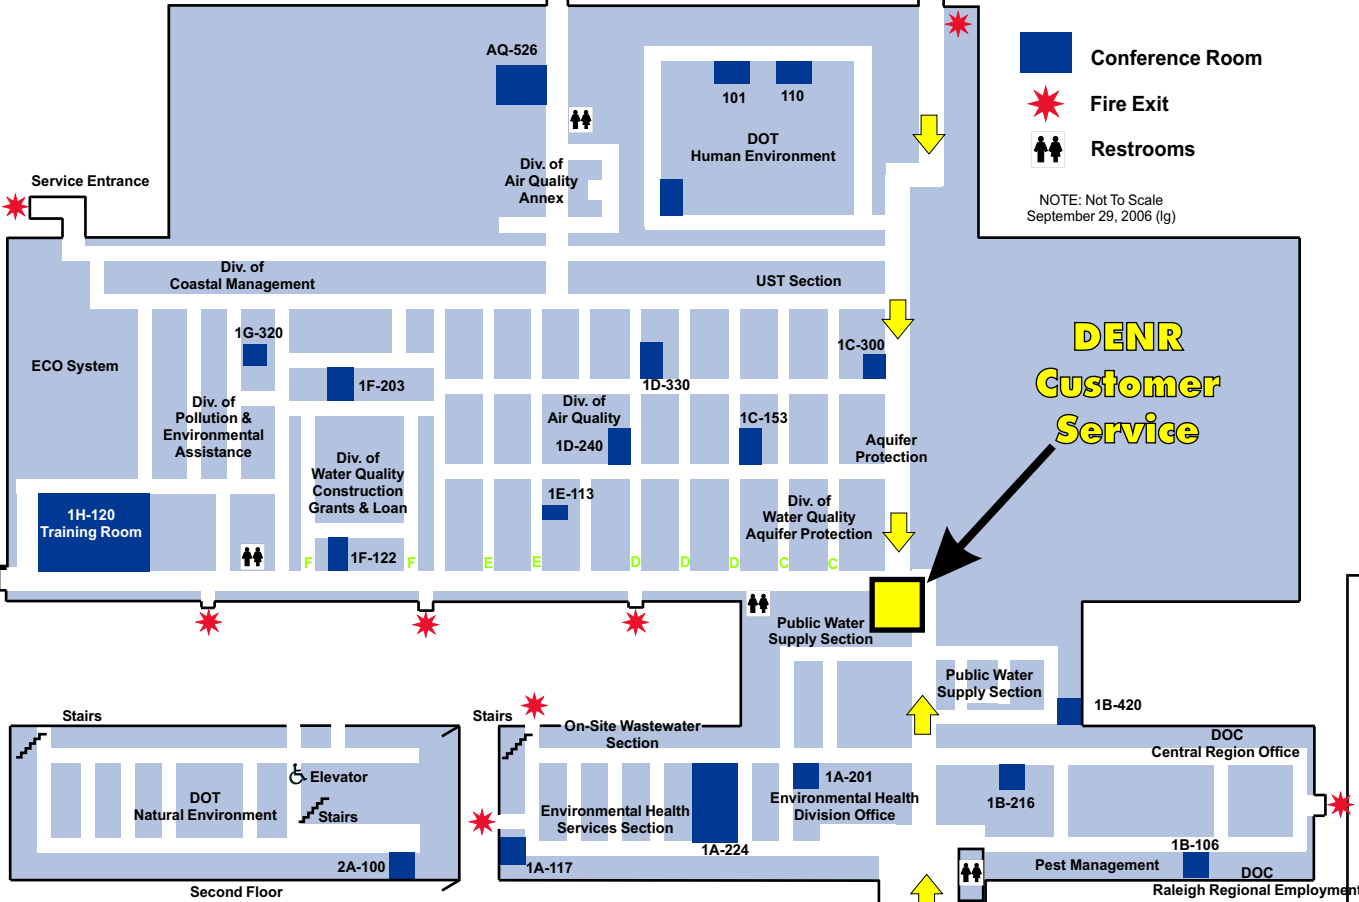 AQ-526
Conference Room
101
110
Fire Exit
DOT
Human Environment
Restrooms
Div. of
Air Quality
Annex
Service Entrance
NOTE: Not To Scale
September 29, 2006 (lg)
Div. of
Coastal Management
UST Section
1G-320
1C-300
DENR
Customer
Service
ECO System
1F-203
1D-330
Div. of
Pollution &
Environmental
Assistance
Div. of
Air Quality
1D-240
1C-153
Aquifer
Protection
Div. of
Water Quality
Construction
Grants & Loan
1E-113
Div. of
Water Quality
Aquifer Protection
1H-120
Training Room
1F-122
F
F
E
E
D
D
D
C
C
Public Water
Supply Section
Public Water
Supply Section
1B-420
Stairs
Stairs
On-Site Wastewater
Section
DOC
Central Region Office
Elevator
DOT
Natural Environment
Stairs
Environmental Health
Services Section
1A-201
Environmental Health
Division Office
1B-216
1A-224
1B-106
2A-100
1A-117
Pest Management
DOC
Raleigh Regional Employment
Second Floor